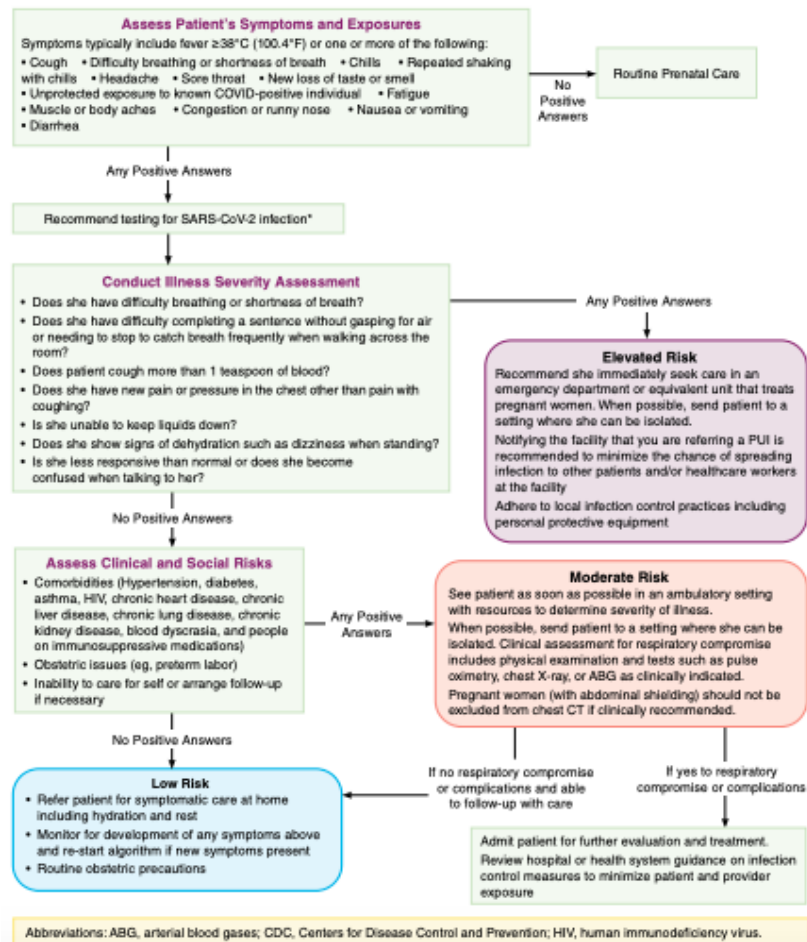 Assess Patient's Symptoms and Exposures
Symptoms typically include fever ≥38°C (100.4°F) or one or more of the following:
• Cough • Difficulty breathing or shortness of breath • Chills • Repeated shaking
with chills • Headache • Sore throat • New loss of taste or smell
• Unprotected exposure to known COVID-positive individual • Fatigue
• Muscle or body aches • Congestion or runny nose • Nausea or vomiting
• Diarrhea
No
Positive
Answers
Routine Prenatal Care
Any Positive Answers
Recommend testing for SARS-CoV-2 infection*
Conduct Illness Severity Assessment
• Does she have difficulty breathing or shortness of breath?
• Does she have difficulty completing a sentence without gasping for air
or needing to stop to catch breath frequently when walking across the
room?
• Does patient cough more than 1 teaspoon of blood?
• Does she have new pain or pressure in the chest other than pain with
coughing?
• Is she unable to keep liquids down?
• Does she show signs of dehydration such as dizziness when standing?
• Is she less responsive than normal or does she become
confused when talking to her?
Any Positive Answers
Elevated Risk
Recommend she immediately seek care in an
emergency department or equivalent unit that treats
pregnant women. When possible, send patient to a
setting where she can be isolated.
Notifying the facility that you are referring a PUI is
recommended to minimize the chance of spreading
infection to other patients and/or healthcare workers
at the facility
Adhere to local infection control practices including
personal protective equipment
No Positive Answers
Assess Clinical and Social Risks
• Comorbidities (Hypertension, diabetes,
asthma, HIV, chronic heart disease, chronic
liver disease, chronic lung disease, chronic
kidney disease, blood dyscrasia, and people
on immunosuppressive medications)
• Obstetric issues (eg, preterm labor)
• Inability to care for self or arrange follow-up
if necessary
Any Positive
Answers
Moderate Risk
See patient as soon as possible in an ambulatory setting
with resources to determine severity of illness.
When possible, send patient to a setting where she can be
isolated. Clinical assessment for respiratory compromise
includes physical examination and tests such as pulse
oximetry, chest X-ray, or ABG as clinically indicated.
Pregnant women (with abdominal shielding) should not be
excluded from chest CT if clinically recommended.
No Positive Answers
Low Risk
• Refer patient for symptomatic care at home
including hydration and rest
• Monitor for development of any symptoms above
and re-start algorithm if new symptoms present
• Routine obstetric precautions
If no respiratory compromise
or complications and able
to follow-up with care
If yes to respiratory
compromise or complications
Admit patient for further evaluation and treatment.
Review hospital or health system guidance on infection
control measures to minimize patient and provider
exposure
Abbreviations: ABG, arterial blood gases; CDC, Centers for Disease Control and Prevention; HIV, human immunodeficiency virus.